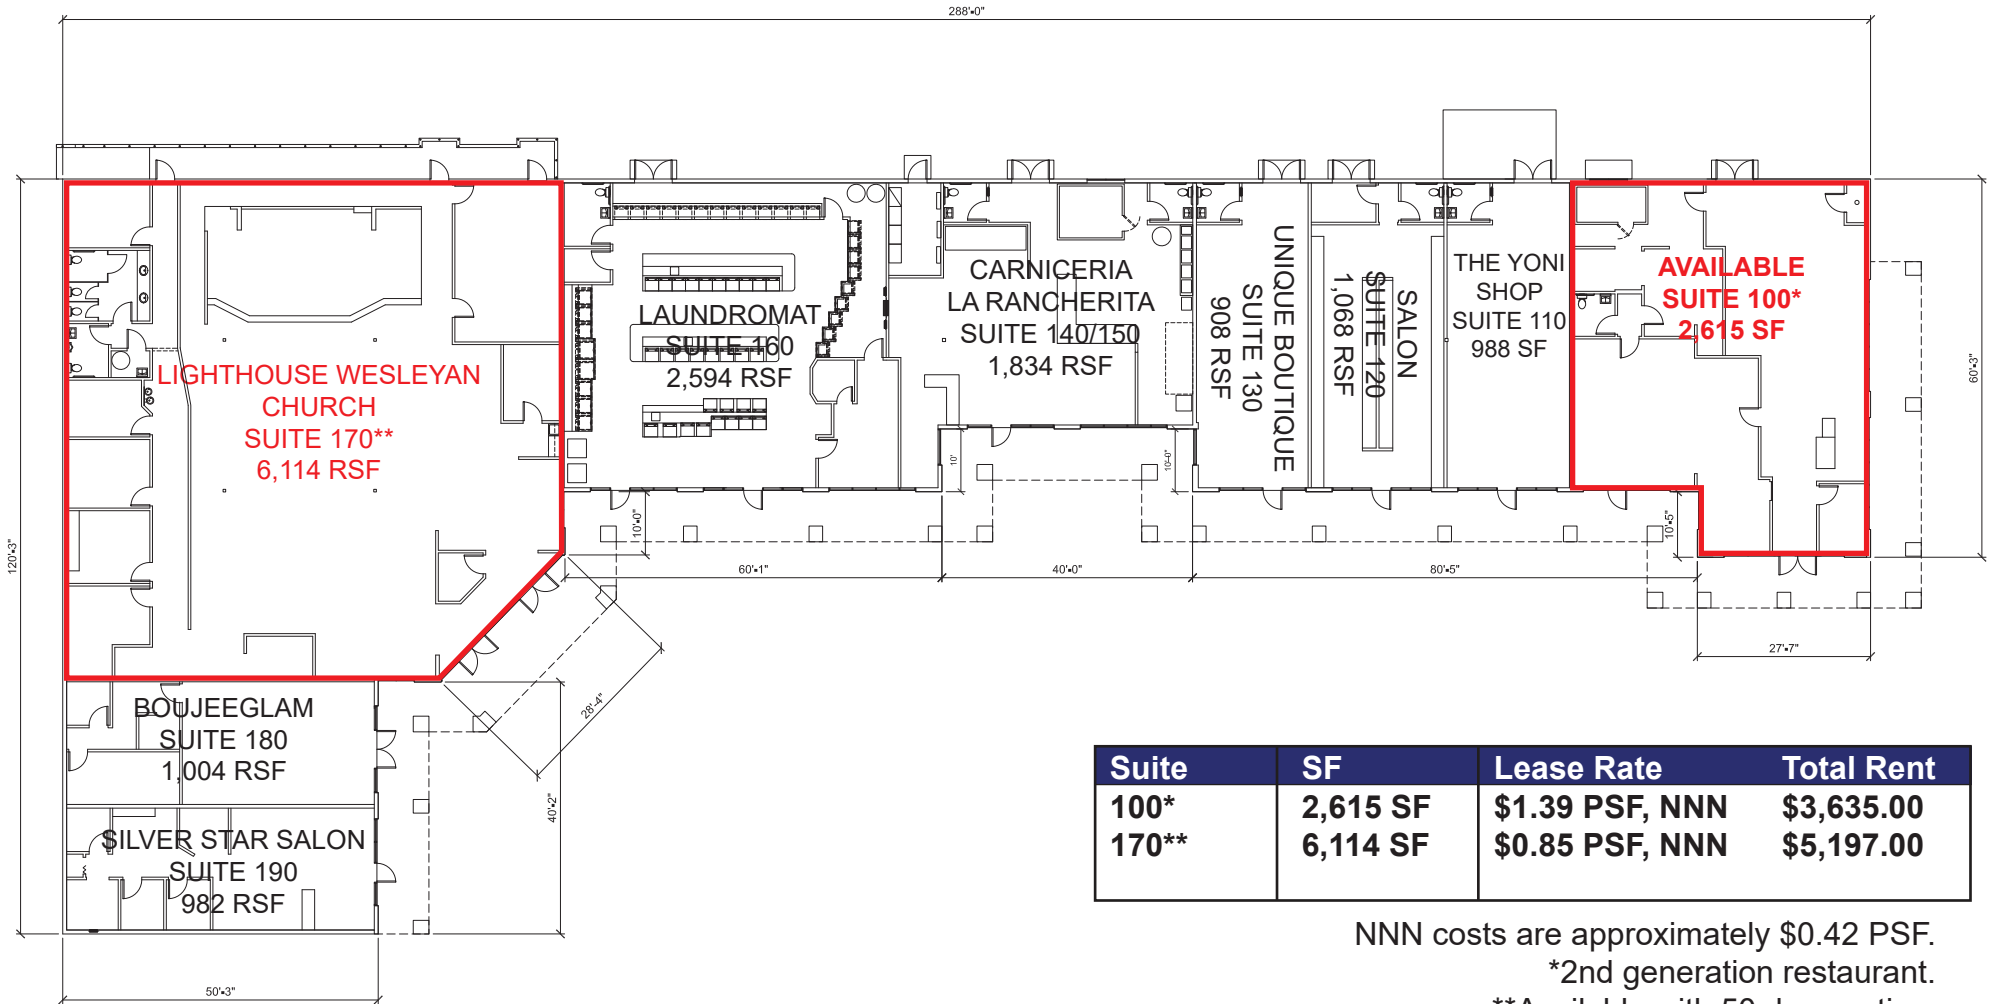 288'-0"
120'-3"
60'-3"
LIGHTHOUSE WESLEYAN
CHURCH
SUITE 170**
6,114 RSF
LAUNDROMAT
SUITE 160
2,594 RSF
CARNICERIA
LA RANCHERITA
SUITE 140/150
1,834 RSF
UNIQUE BOUTIQUE
SUITE 130
908 RSF
SALON
SUITE 120
1,068 RSF
THE YONI
SHOP
SUITE 110
988 SF
AVAILABLE
SUITE 100*
2,615 SF
10'
10'-0"
10'-0"
10'-5"
60'-1"
40'-0"
80'-5"
27'-7"
28'-4"
40'-2"
BOUJEEGLAM
SUITE 180
1,004 RSF
SILVER STAR SALON
SUITE 190
982 RSF
50'-3"
Suite SF Lease Rate Total Rent
100* 2,615 SF $1.39 PSF, NNN $3,635.00
170** 6,114 SF $0.85 PSF, NNN $5,197.00
NNN costs are approximately $0.42 PSF.
*2nd generation restaurant.